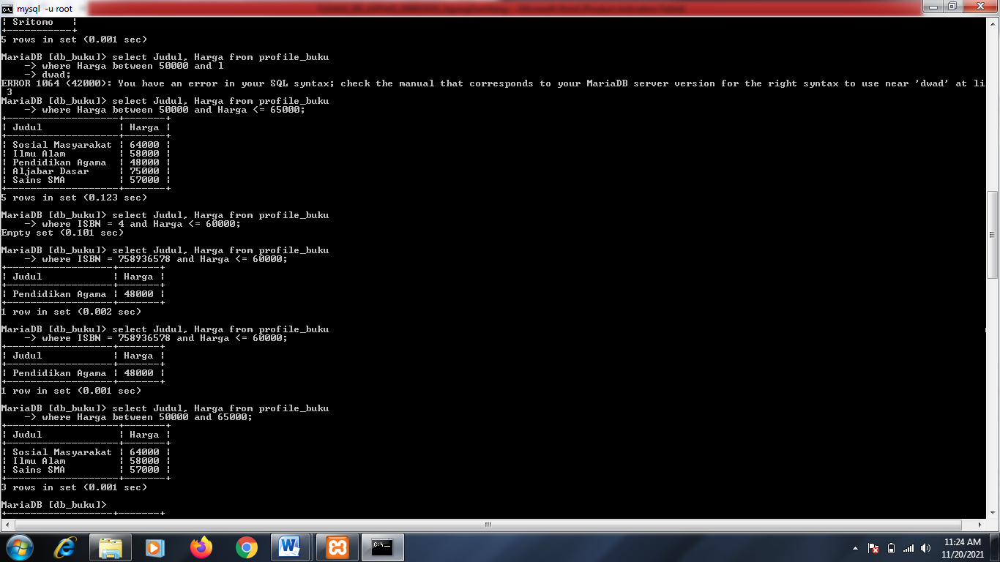 mysql -u root
| Sritomo |
+-----------+
5 rows in set (0.001 sec)
MariaDB [db_buku]> select Judul, Harga from profile_buku
-> where Harga between 50000 and l
-> dwad;
ERROR 1064 (42000): You have an error in your SQL syntax; check the manual that corresponds to your MariaDB server version for the right syntax to use near 'dwad' at li
3
MariaDB [db_buku]> select Judul, Harga from profile_buku
-> where Harga between 50000 and Harga <= 65000;
+-------------------+-------+
| Judul | Harga |
+-------------------+-------+
| Sosial Masyarakat | 64000 |
| Ilmu Alam | 58000 |
| Pendidikan Agama | 48000 |
| Aljabar Dasar | 75000 |
| Sains SMA | 57000 |
+-------------------+-------+
5 rows in set (0.123 sec)
MariaDB [db_buku]> select Judul, Harga from profile_buku
-> where ISBN = 4 and Harga <= 60000;
Empty set (0.101 sec)
MariaDB [db_buku]> select Judul, Harga from profile_buku
-> where ISBN = 758936578 and Harga <= 60000;
+------------------+-------+
| Judul | Harga |
+------------------+-------+
| Pendidikan Agama | 48000 |
+------------------+-------+
1 row in set (0.002 sec)
MariaDB [db_buku]> select Judul, Harga from profile_buku
-> where ISBN = 758936578 and Harga <= 60000;
+------------------+-------+
| Judul | Harga |
+------------------+-------+
| Pendidikan Agama | 48000 |
+------------------+-------+
1 row in set (0.001 sec)
MariaDB [db_buku]> select Judul, Harga from profile_buku
-> where Harga between 50000 and 65000;
+-------------------+-------+
| Judul | Harga |
+-------------------+-------+
| Sosial Masyarakat | 64000 |
| Ilmu Alam | 58000 |
| Sains SMA | 57000 |
+-------------------+-------+
3 rows in set (0.001 sec)
MariaDB [db_buku]>
+------------------+-------+
11:24 AM
11/20/2021